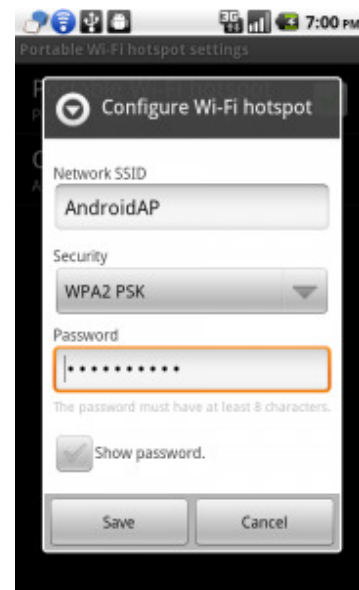 3G
7:00 PM
Portable Wi-Fi hotspot settings
Configure Wi-Fi hotspot
Network SSID
AndroidAP
Security
WPA2 PSK
Password
••••••••••
The password must have at least 8 characters.
Show password.
Save
Cancel